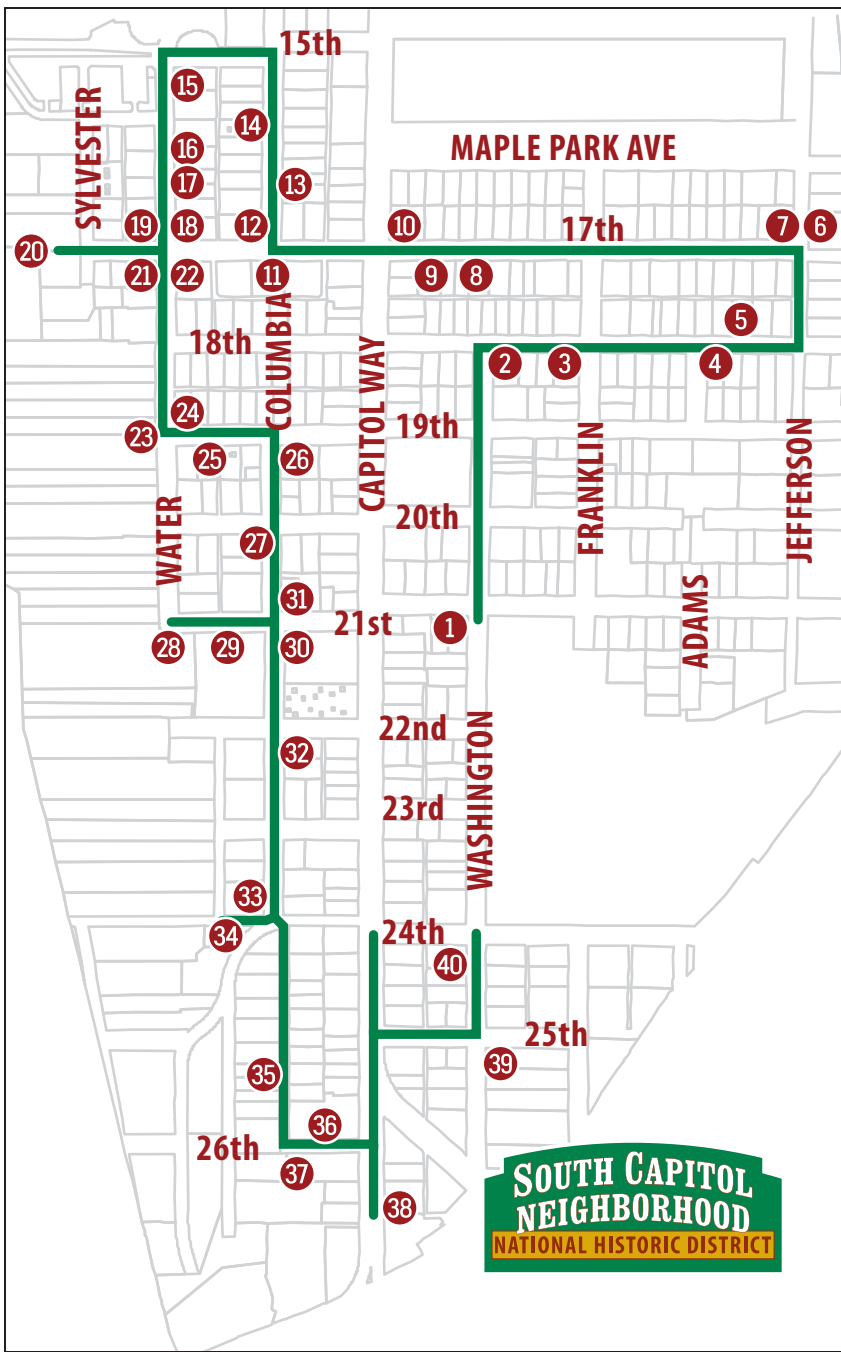 15th
15
SYLVESTER
14
MAPLE PARK AVE
16
17
13
19
18
12
10
17th
7
6
20
21
22
11
9
8
COLUMBIA
5
18th
CAPITOL WAY
2
3
4
24
19th
23
25
26
FRANKLIN
JEFFERSON
WATER
20th
27
ADAMS
31
21st
1
28
29
30
22nd
WASHINGTON
32
23rd
33
34
24th
40
25th
39
35
36
26th
37
38
SOUTH CAPITOL
NEIGHBORHOOD
NATIONAL HISTORIC DISTRICT